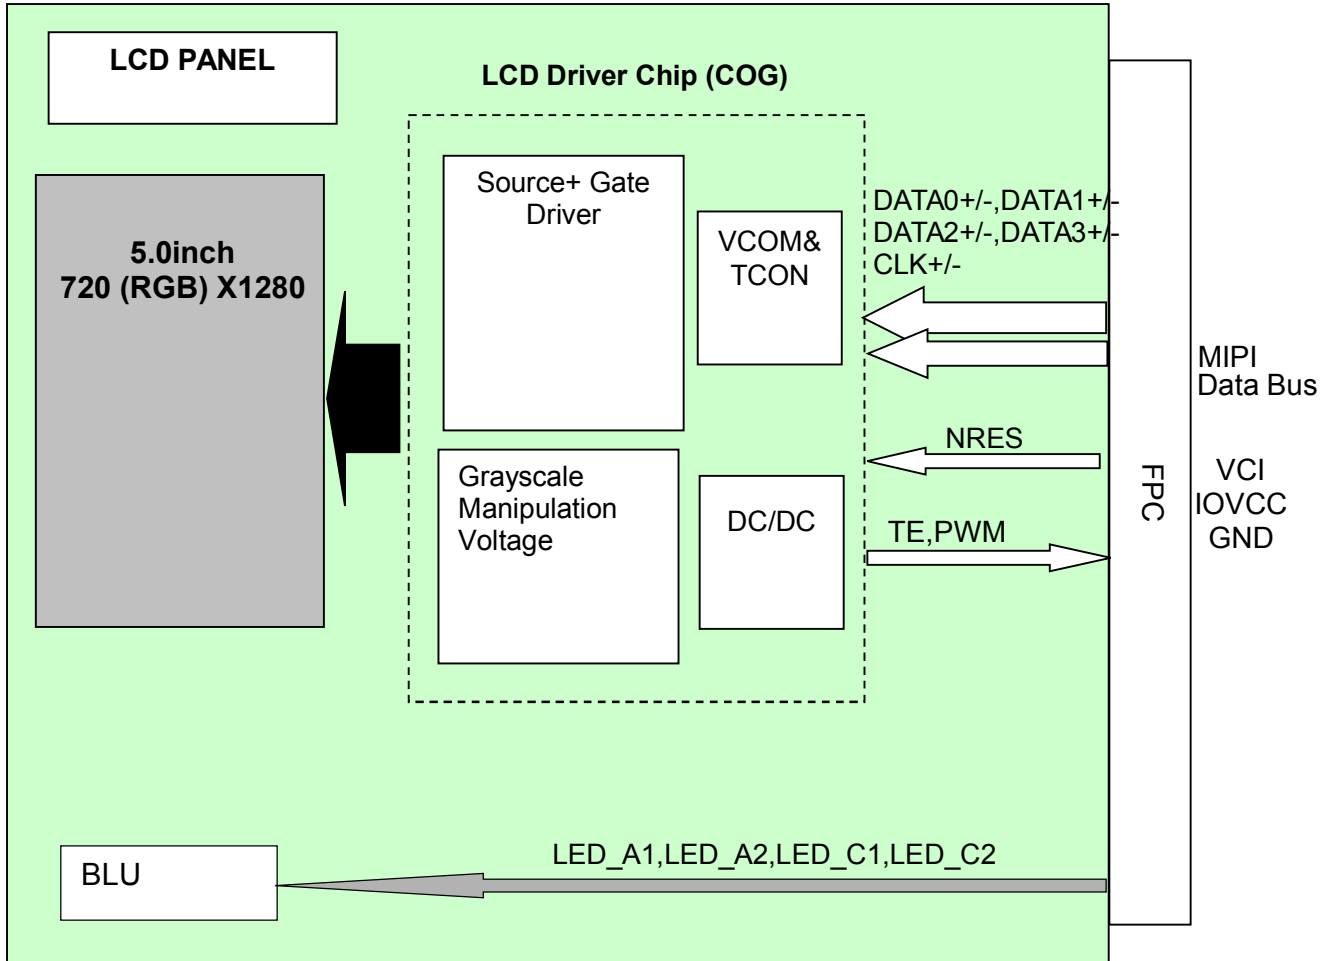 LCD PANEL
LCD Driver Chip (COG)
5.0inch
720 (RGB) X1280
Source+ Gate
Driver
VCOM&
TCON
Grayscale
Manipulation
Voltage
DC/DC
DATA0+/-,DATA1+/-
DATA2+/-,DATA3+/-
CLK+/-
NRES
TE,PWM
FPC
MIPI
Data Bus
VCI
IOVCC
GND
BLU
LED_A1,LED_A2,LED_C1,LED_C2